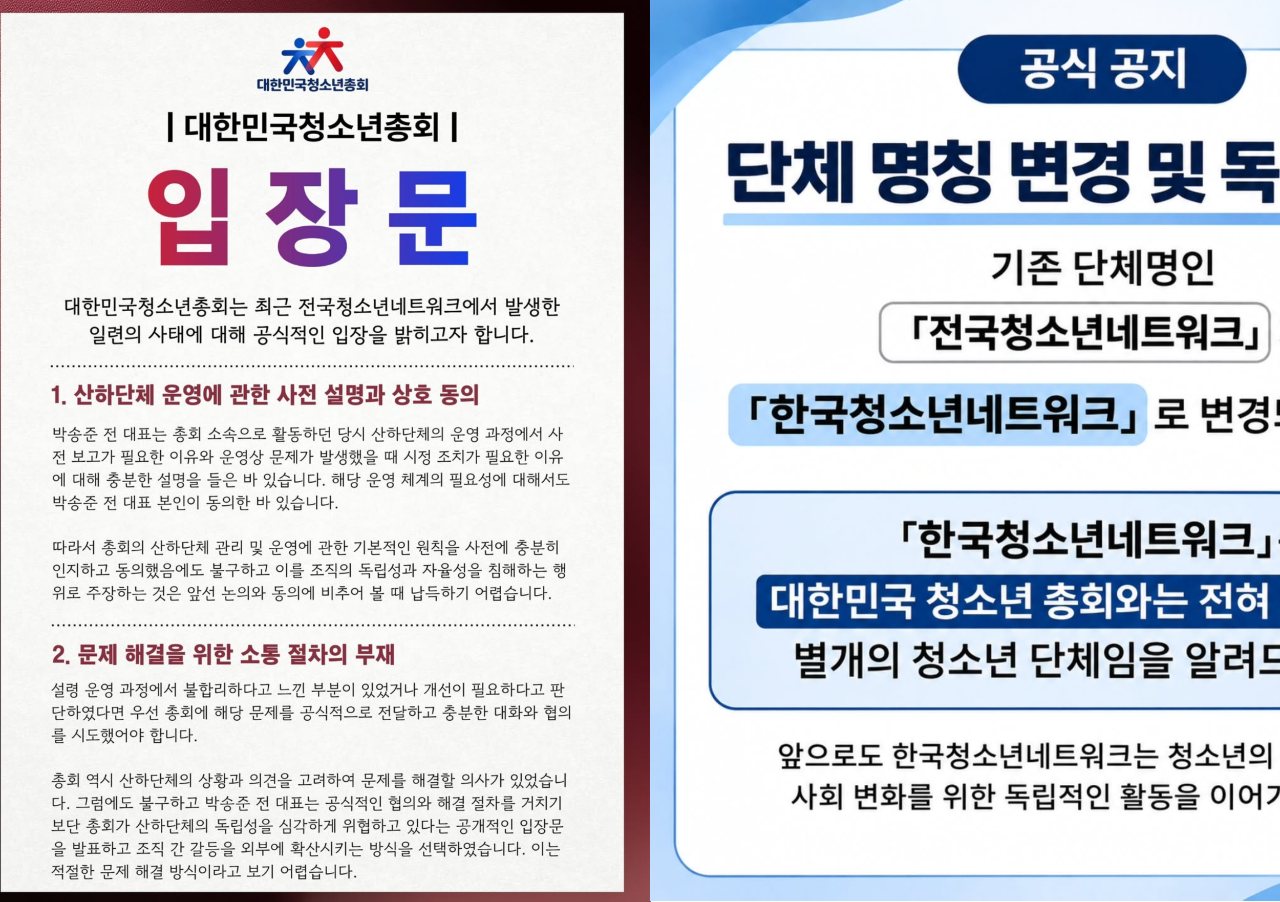 대한민국청소년총회
| 대한민국청소년총회 |
입장문
대한민국청소년총회는 최근 전국청소년네트워크에서 발생한
일련의 사태에 대해 공식적인 입장을 밝히고자 합니다.
1. 산하단체 운영에 관한 사전 설명과 상호 동의
박송준 전 대표는 총회 소속으로 활동하던 당시 산하단체의 운영 과정에서 사
전 보고가 필요한 이유와 운영상 문제가 발생했을 때 시정 조치가 필요한 이유
에 대해 충분한 설명을 들은 바 있습니다. 해당 운영 체계의 필요성에 대해서도
박송준 전 대표 본인이 동의한 바 있습니다.
따라서 총회의 산하단체 관리 및 운영에 관한 기본적인 원칙을 사전에 충분히
인지하고 동의했음에도 불구하고 이를 조직의 독립성과 자율성을 침해하는 행
위로 주장하는 것은 앞선 논의와 동의에 비추어 볼 때 납득하기 어렵습니다.
2. 문제 해결을 위한 소통 절차의 부재
설령 운영 과정에서 불합리하다고 느낀 부분이 있었거나 개선이 필요하다고 판
단하였다면 우선 총회에 해당 문제를 공식적으로 전달하고 충분한 대화와 협의
를 시도했어야 합니다.
총회 역시 산하단체의 상황과 의견을 고려하여 문제를 해결할 의사가 있었습니
다. 그럼에도 불구하고 박송준 전 대표는 공식적인 협의와 해결 절차를 거치기
보단 총회가 산하단체의 독립성을 심각하게 위협하고 있다는 공개적인 입장문
을 발표하고 조직 간 갈등을 외부에 확산시키는 방식을 선택하였습니다. 이는
적절한 문제 해결 방식이라고 보기 어렵습니다.
공식 공지
단체 명칭 변경 및 독
기존 단체명인
「전국청소년네트워크」
「한국청소년네트워크」로 변경
「한국청소년네트워크」
대한민국 청소년 총회와는 전혀
별개의 청소년 단체임을 알려
앞으로도 한국청소년네트워크는 청소년의
사회 변화를 위한 독립적인 활동을 이어